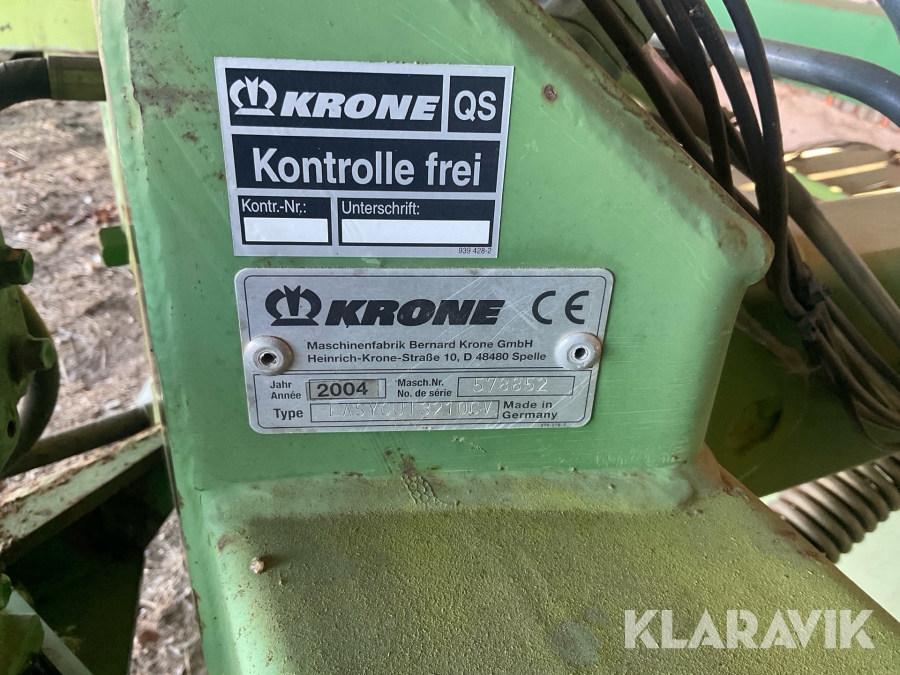 KRONE QS
Kontrolle frei
Kontr.-Nr.: Unterschrift:
939 428-2
KRONE CE
Maschinenfabrik Bernard Krone GmbH
Heinrich-Krone-Straße 10, D 48480 Spelle
Jahr Année 2004 Masch.Nr. No. de série 578852
Type EASYCUT3210CV Made in Germany
KLARAVIK